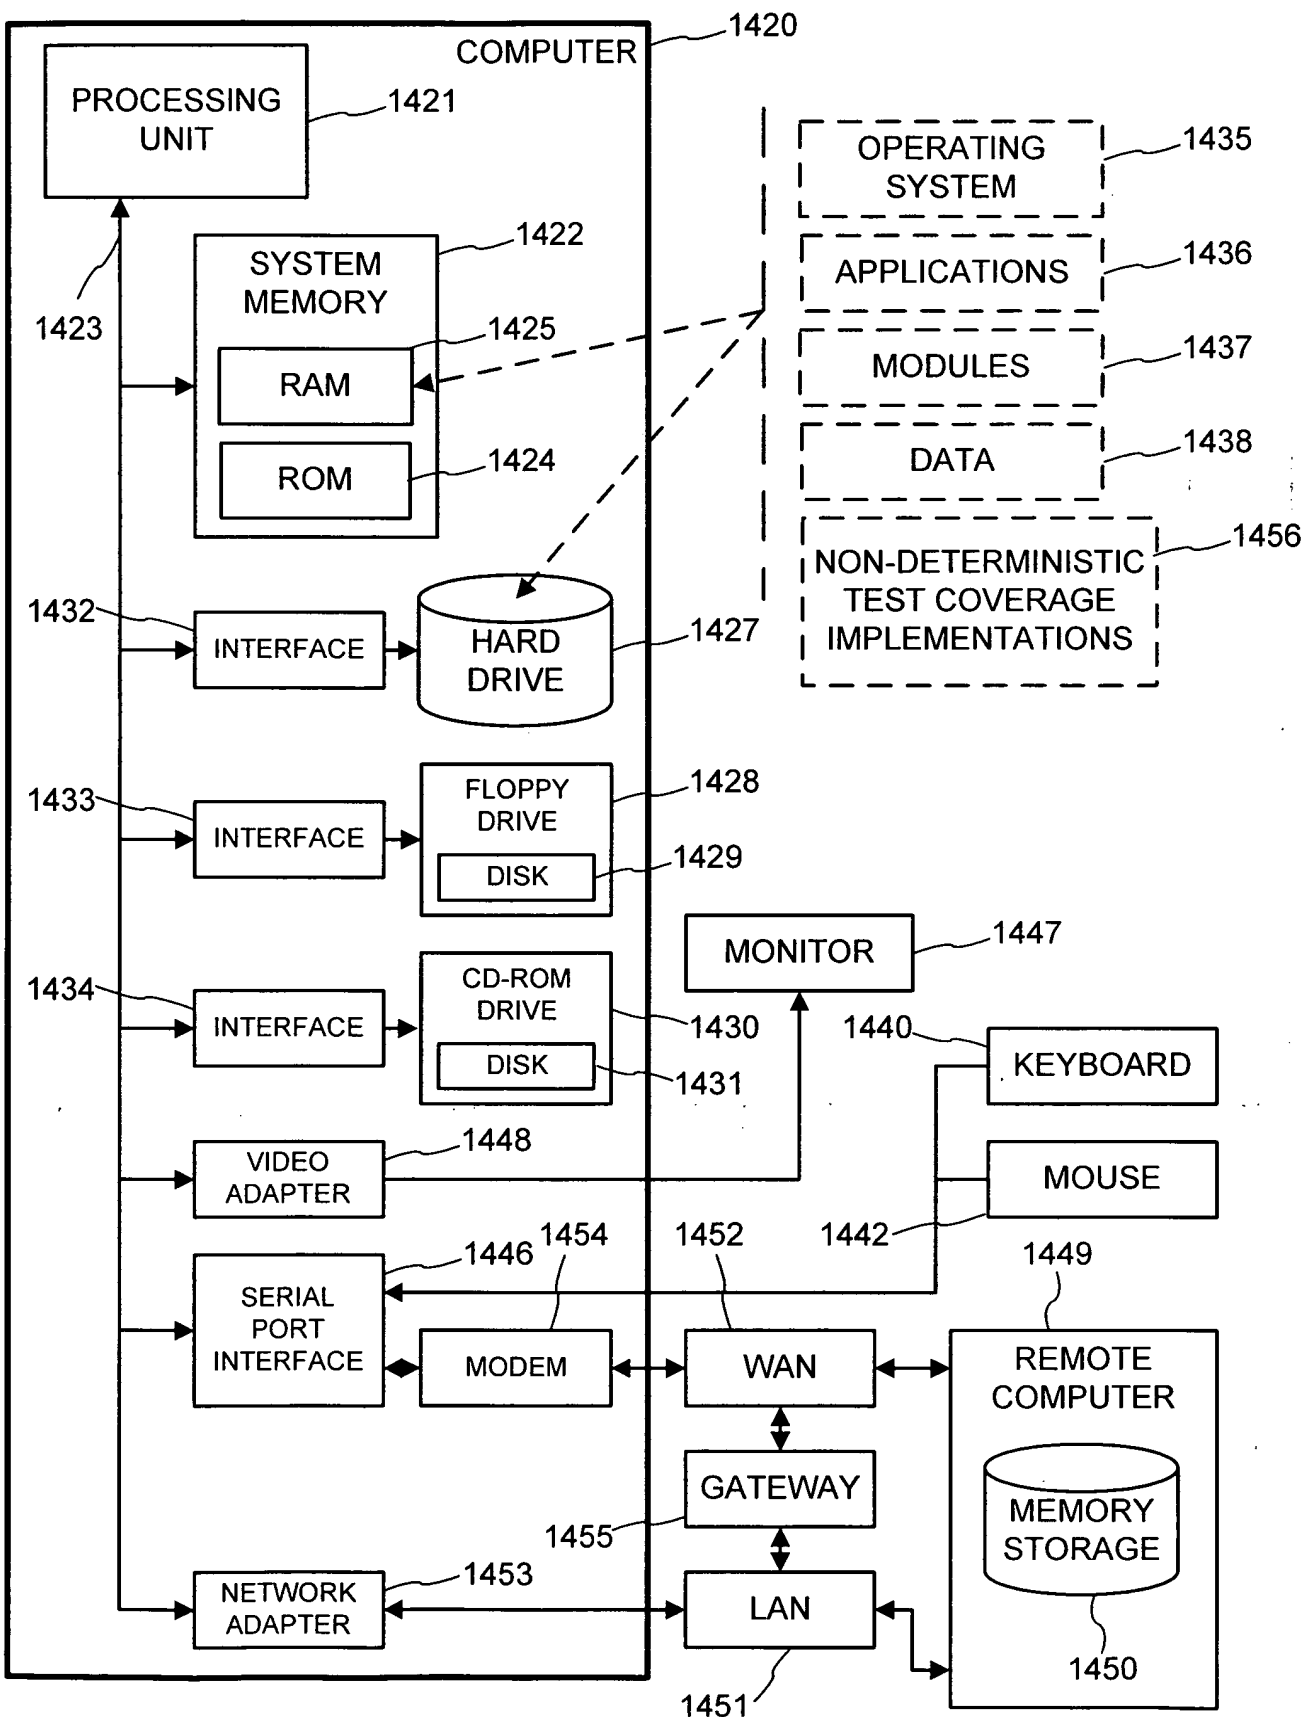 1420
COMPUTER
PROCESSING
UNIT
1421
1423
1422
SYSTEM
MEMORY
1425
RAM
1424
ROM
1435
OPERATING
SYSTEM
1436
APPLICATIONS
1437
MODULES
1438
DATA
1456
NON-DETERMINISTIC
TEST COVERAGE
IMPLEMENTATIONS
1432
INTERFACE
HARD
DRIVE
1427
1433
INTERFACE
FLOPPY
DRIVE
1428
DISK
1429
1434
INTERFACE
CD-ROM
DRIVE
1430
DISK
1431
MONITOR
1447
1440
KEYBOARD
MOUSE
1442
VIDEO
ADAPTER
1448
1446
SERIAL
PORT
INTERFACE
1454
MODEM
1452
WAN
GATEWAY
1455
1449
REMOTE
COMPUTER
MEMORY
STORAGE
1450
1453
NETWORK
ADAPTER
LAN
1451